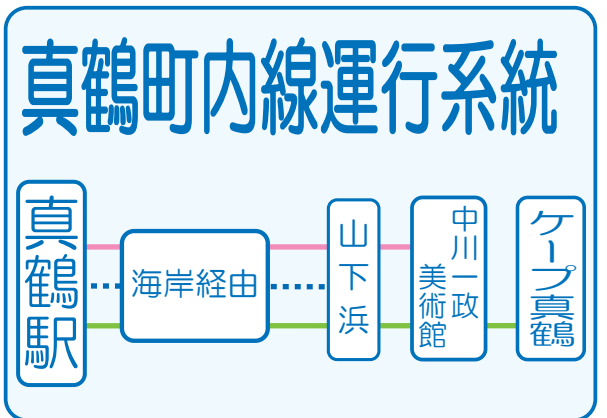 真鶴町内線運行系統
真鶴駅
海岸経由
山下浜
中川一政
美術館
ケープ真鶴